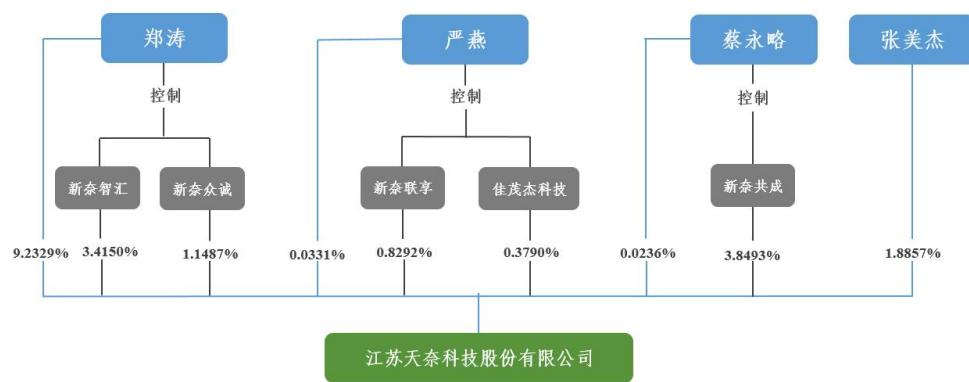 郑涛
严燕
蔡永略
张美杰
控制
控制
控制
新奈智汇
新奈众诚
新奈联享
佳茂杰科技
新奈共成
9.2329%
3.4150%
1.1487%
0.0331%
0.8292%
0.3790%
0.0236%
3.8493%
1.8857%
江苏天奈科技股份有限公司